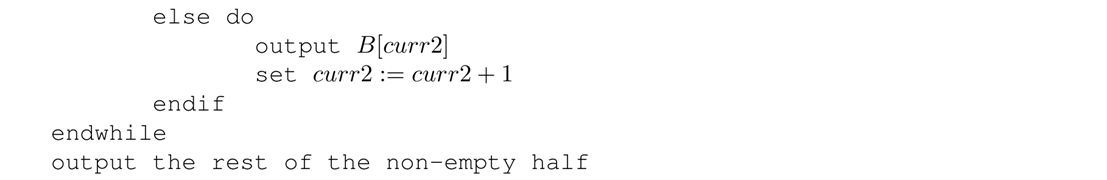 else do
output B[curr2]
set curr2 := curr2 + 1
endif
endwhile
output the rest of the non-empty half